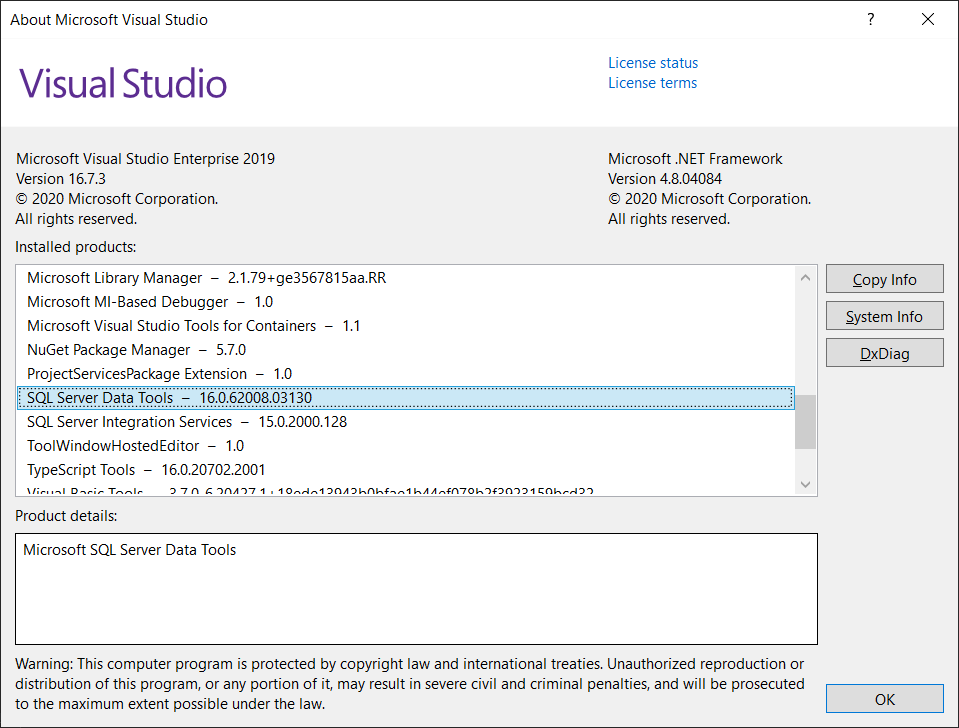 About Microsoft Visual Studio
?
Visual Studio
License status
License terms
Microsoft Visual Studio Enterprise 2019
Version 16.7.3
© 2020 Microsoft Corporation.
All rights reserved.
Microsoft .NET Framework
Version 4.8.04084
© 2020 Microsoft Corporation.
All rights reserved.
Installed products:
Microsoft Library Manager – 2.1.79+ge3567815aa.RR
Microsoft MI-Based Debugger – 1.0
Microsoft Visual Studio Tools for Containers – 1.1
NuGet Package Manager – 5.7.0
ProjectServicesPackage Extension – 1.0
SQL Server Data Tools – 16.0.62008.03130
SQL Server Integration Services – 15.0.2000.128
ToolWindowHostedEditor – 1.0
TypeScript Tools – 16.0.20702.2001
Visual Basic Tools
Copy Info
System Info
DxDiag
Product details:
Microsoft SQL Server Data Tools
Warning: This computer program is protected by copyright law and international treaties. Unauthorized reproduction or
distribution of this program, or any portion of it, may result in severe civil and criminal penalties, and will be prosecuted
to the maximum extent possible under the law.
OK